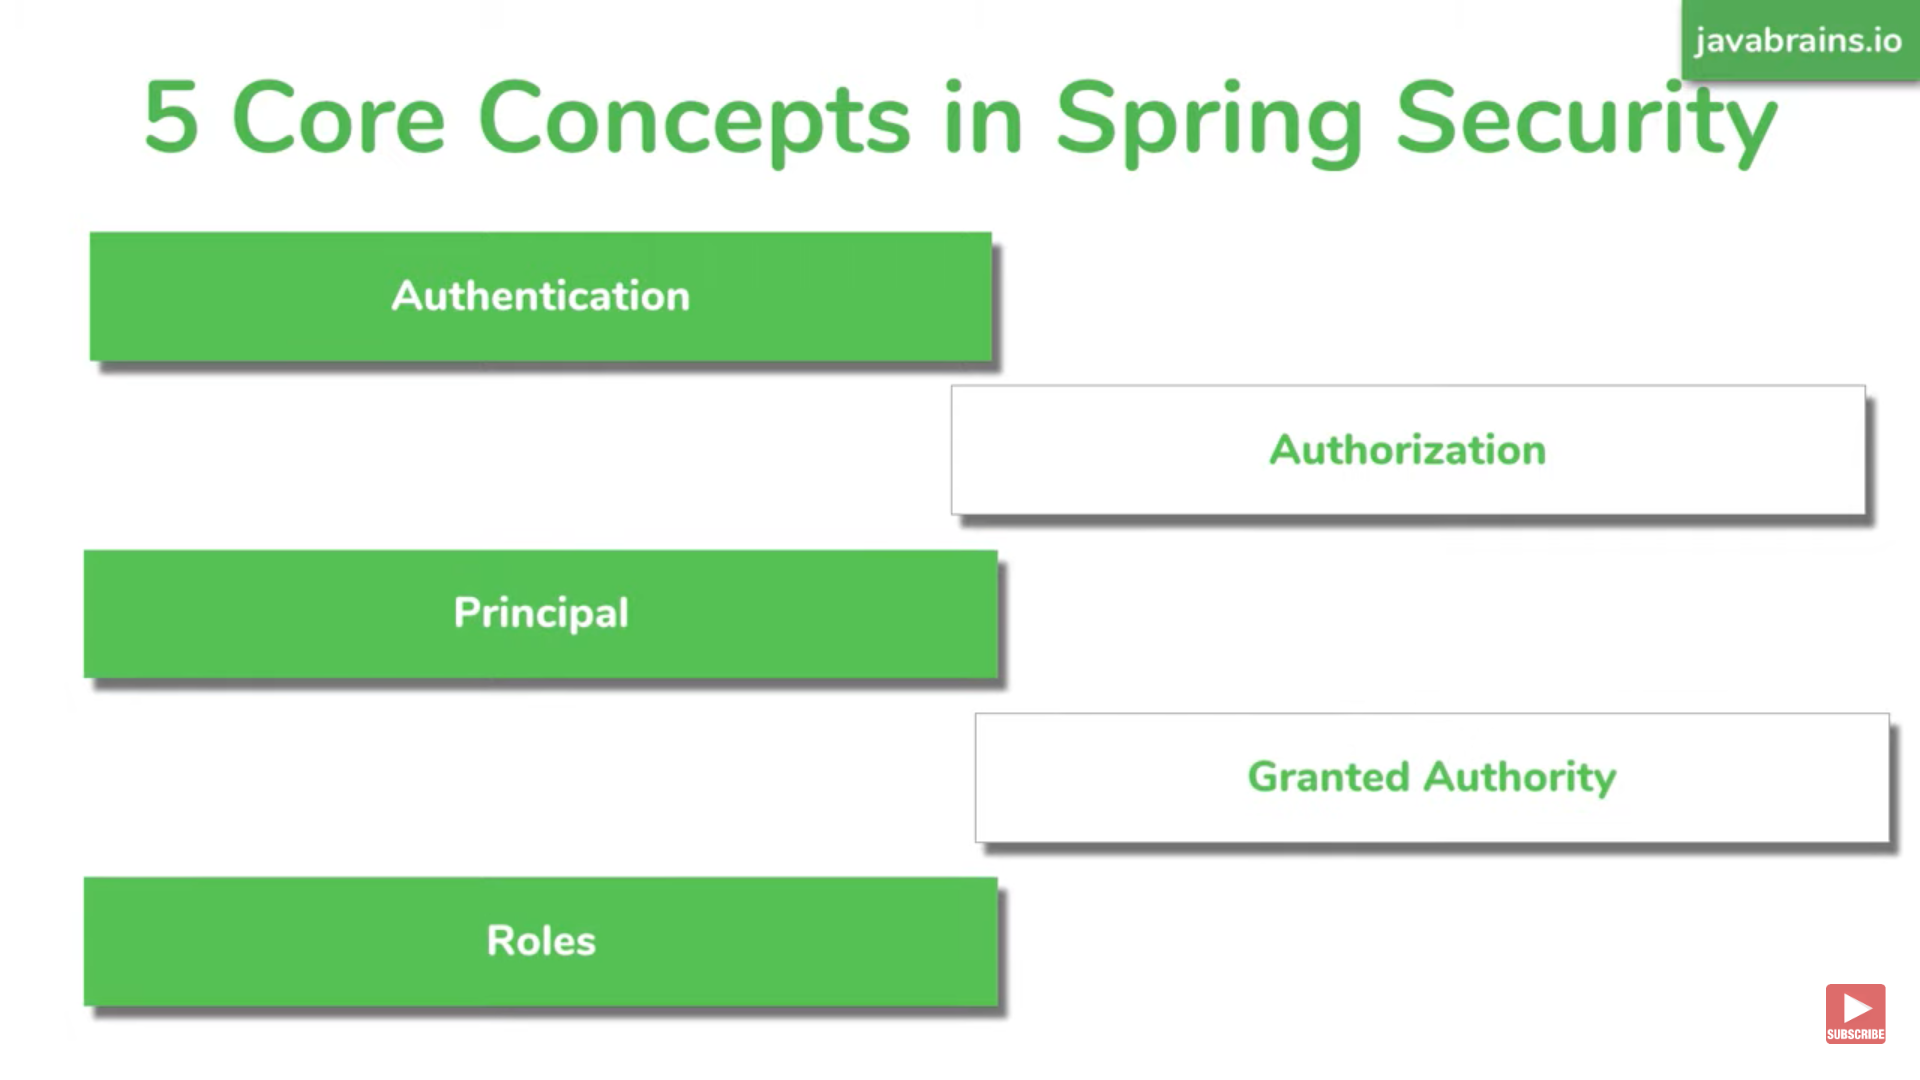 javabrains.io
5 Core Concepts in Spring Security
Authentication
Authorization
Principal
Granted Authority
Roles
SUBSCRIBE